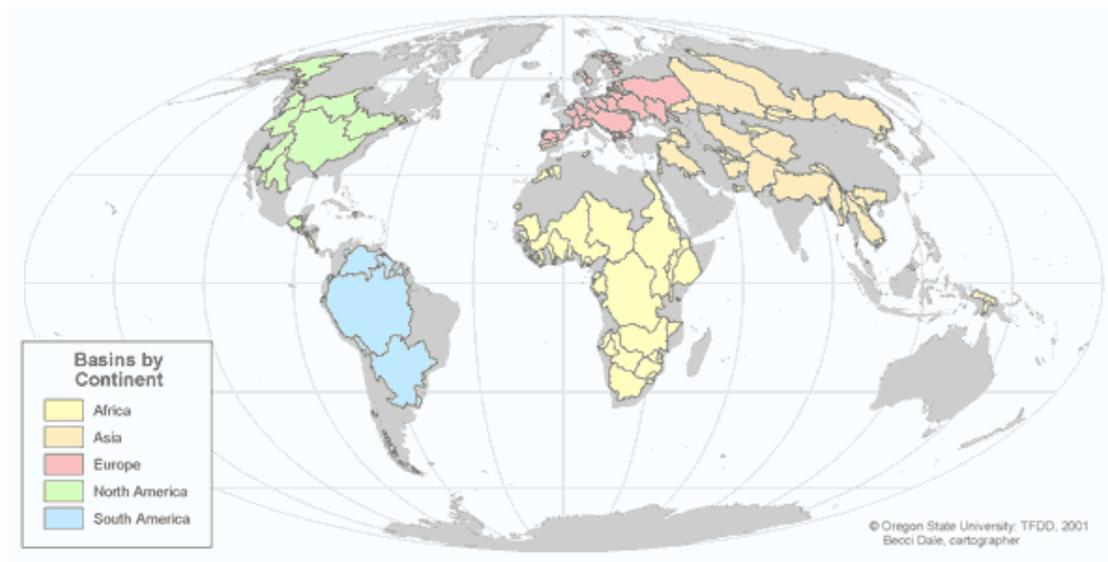 Basins by
Continent
Africa
Asia
Europe
North America
South America
© Oregon State University: TFDD, 2001
Becci Dale, cartographer